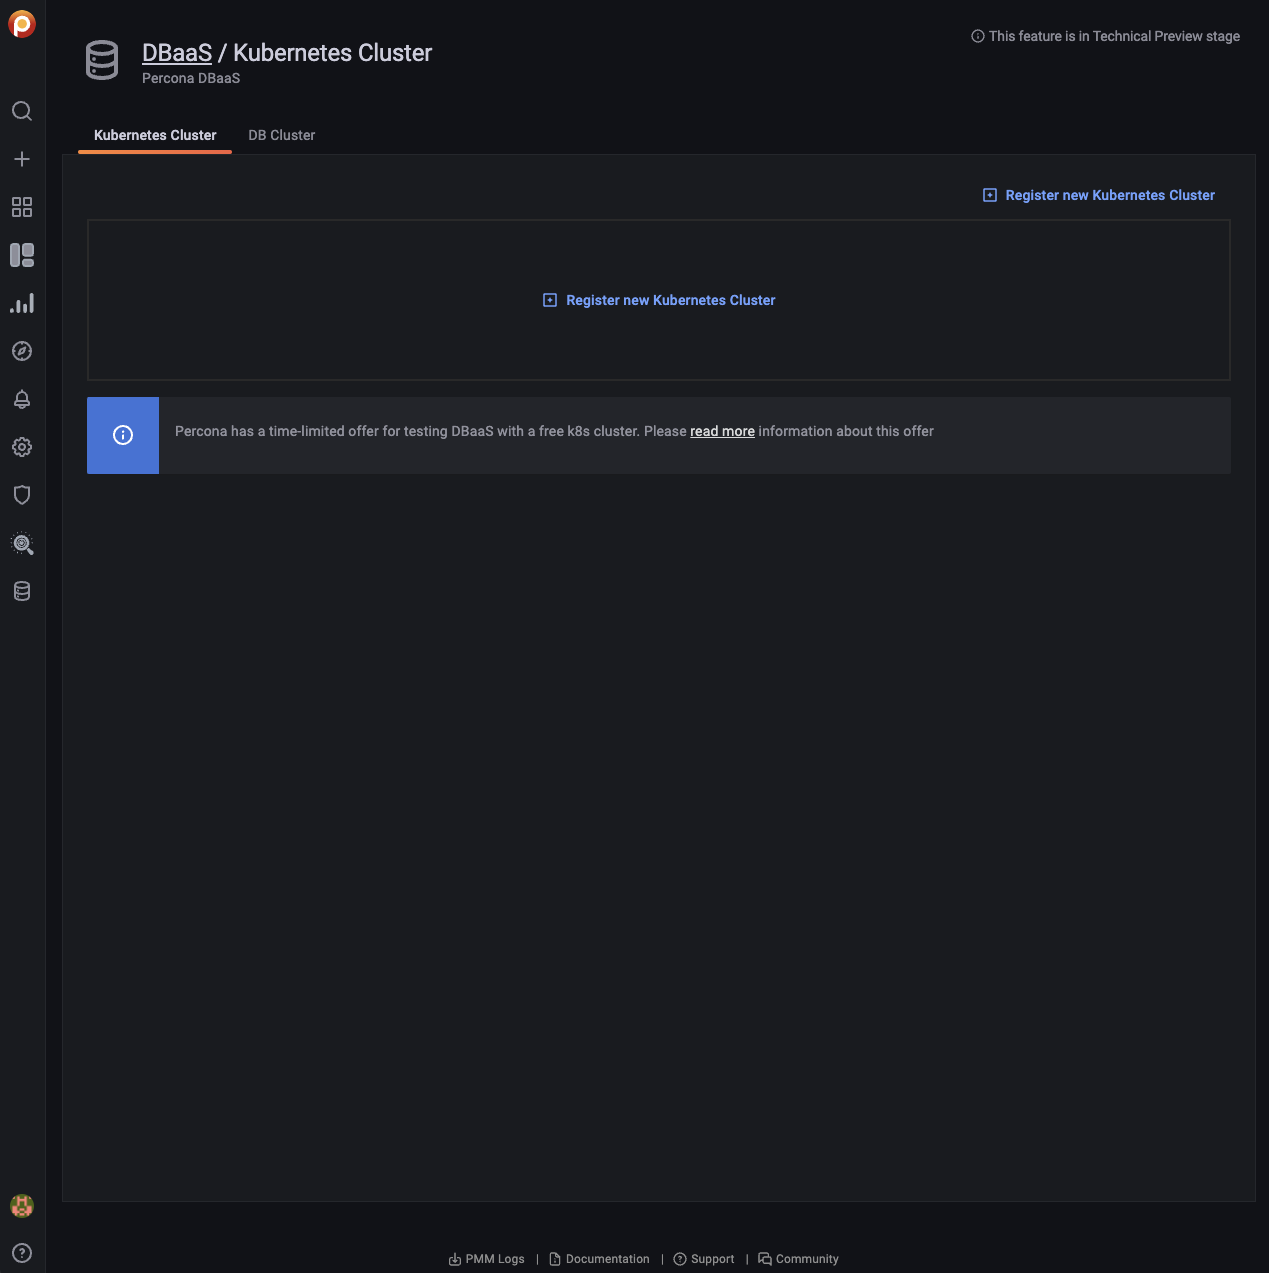 This feature is in Technical Preview stage
DBaaS / Kubernetes Cluster
Percona DBaaS
Kubernetes Cluster
DB Cluster
Register new Kubernetes Cluster
Register new Kubernetes Cluster
Percona has a time-limited offer for testing DBaaS with a free k8s cluster. Please read more information about this offer
PMM Logs | Documentation | Support | Community